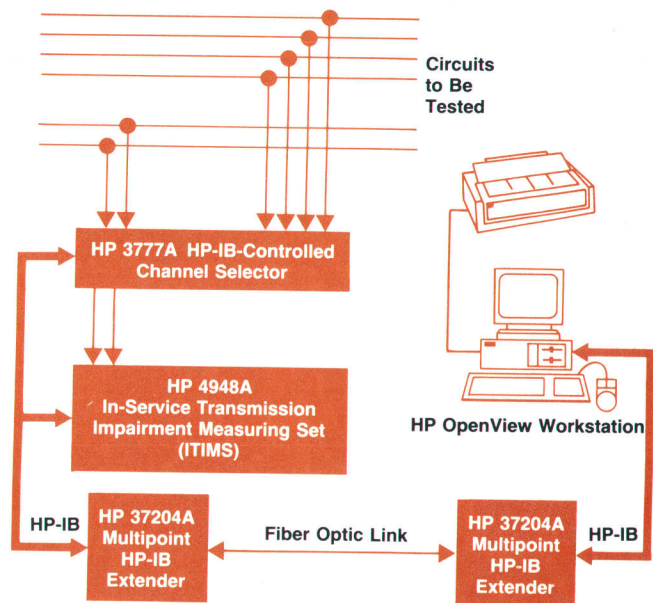 Circuits
to Be
Tested
HP 3777A HP-IB-Controlled
Channel Selector
HP 4948A
In-Service Transmission
Impairment Measuring Set
(ITIMS)
HP OpenView Workstation
HP-IB
HP 37204A
Multipoint
HP-IB
Extender
Fiber Optic Link
HP 37204A
Multipoint
HP-IB
Extender
HP-IB